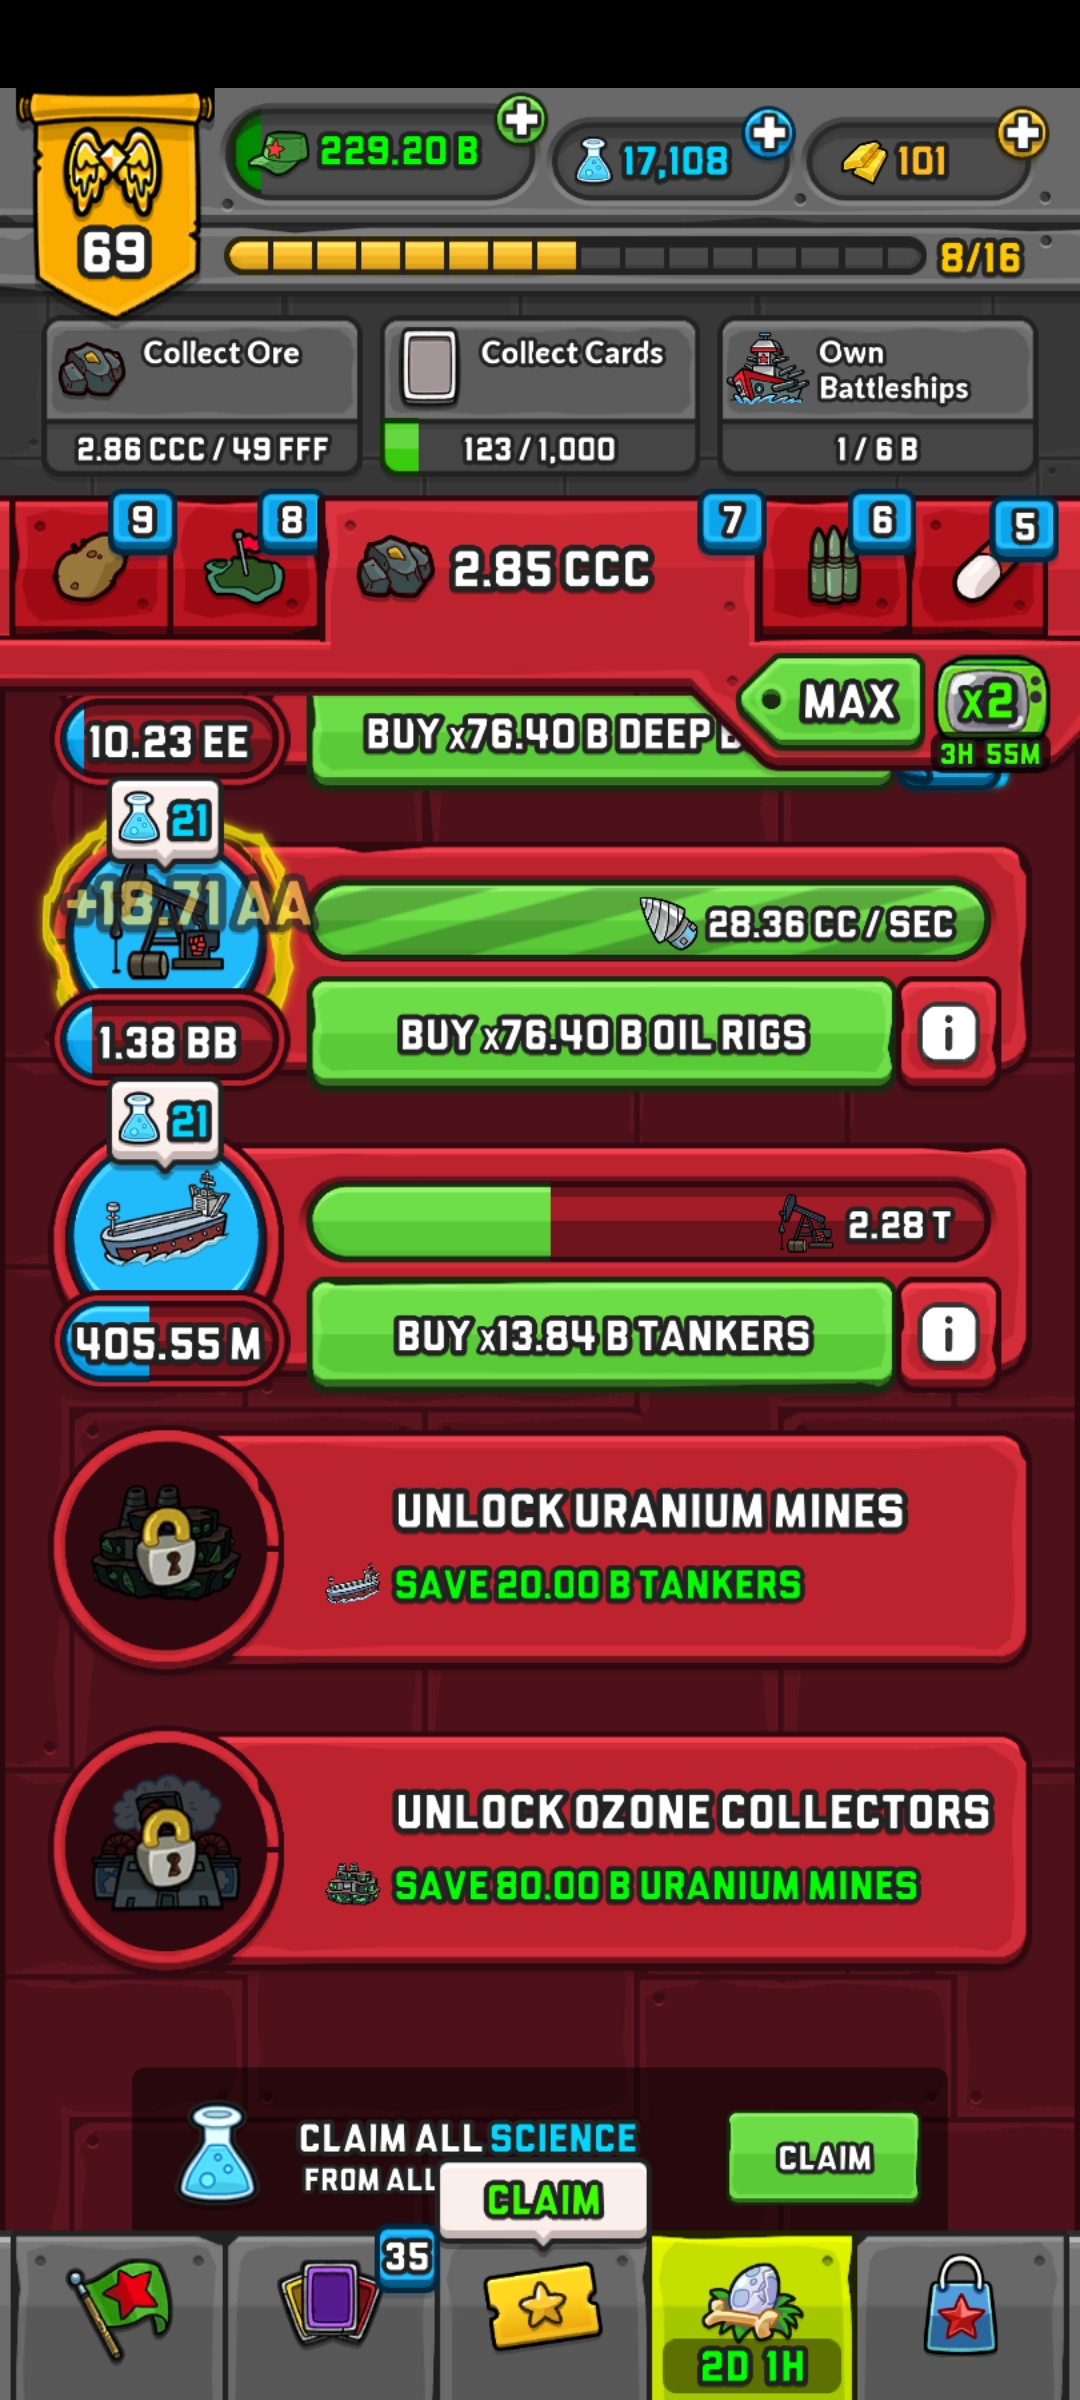 69
229.20 B
17,108
101
8/16
Collect Ore
2.86 CCC / 49 FFF
Collect Cards
123 / 1,000
Own
Battleships
1 / 6 B
9
8
2.85 CCC
7
6
5
MAX
x2
3H 55M
10.23 EE
BUY x76.40 B DEEP
21
+18.71 AA
28.36 CC / SEC
1.38 BB
BUY x76.40 B OIL RIGS
i
21
2.28 T
405.55 M
BUY x13.84 B TANKERS
i
UNLOCK URANIUM MINES
SAVE 20.00 B TANKERS
UNLOCK OZONE COLLECTORS
SAVE 80.00 B URANIUM MINES
CLAIM ALL SCIENCE
FROM ALL
CLAIM
CLAIM
35
2D 1H